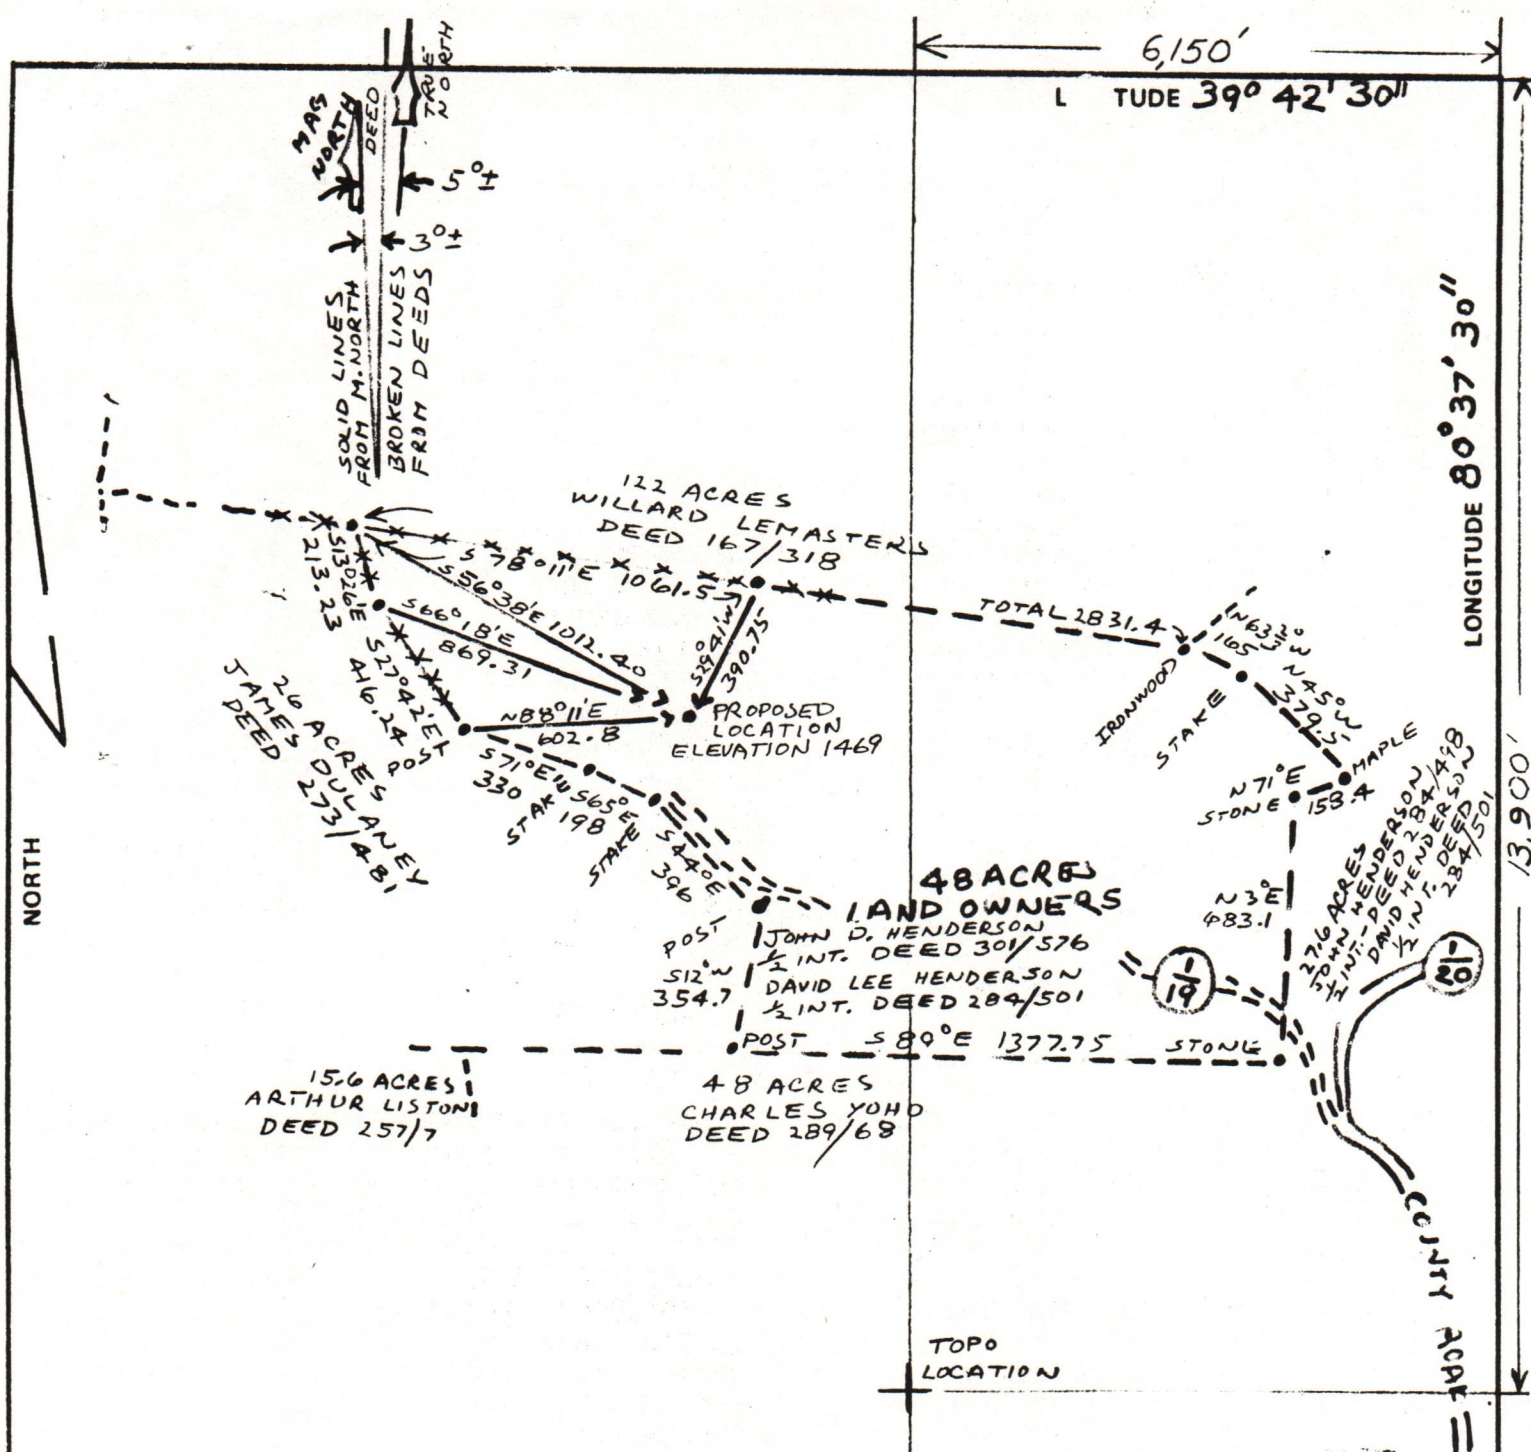 6,150'
L TUDE 39° 42' 30"
MAG
NORTH
DEED
TRUE
NORTH
5°±
3°±
SOLID LINES
FROM M. NORTH
BROKEN LINES
FROM DEEDS
LONGITUDE 80° 37' 30"
13,900'
NORTH
122 ACRES
WILLARD LEMASTERS
DEED 167/318
S 78°11'E 1061.5
S56°38'E 1012.40
S13°26'E
213.23
S66°18'E
869.31
S29°41'W
390.75
S27°42'E
416.24
POST
N88°11'E
602.8
PROPOSED
LOCATION
ELEVATION 1469
26 ACRES
JAMES DULANEY
DEED 273/481
S71°E
330
STAK
S65°E
198
STAKE
S44°E
396
POST
TOTAL 2831.4
IRONWOOD
N63½°W
165
STAKE
N45°W
379.5
MAPLE
N71°E
158.4
STONE
N3°E
683.1
27.6 ACRES
JOHN HENDERSON
½ INT.-DEED 284/498
DAVID HENDERSON
½ INT. DEED
284/501
48 ACRES
LAND OWNERS
JOHN D. HENDERSON
½ INT. DEED 301/576
DAVID LEE HENDERSON
½ INT. DEED 284/501
S12°W
354.7
1/19
1/20
POST S 89°E 1377.75 STONE
15.6 ACRES
ARTHUR LISTON
DEED 257/7
48 ACRES
CHARLES YOHO
DEED 289/68
COUNTY ROAD
TOPO
LOCATION